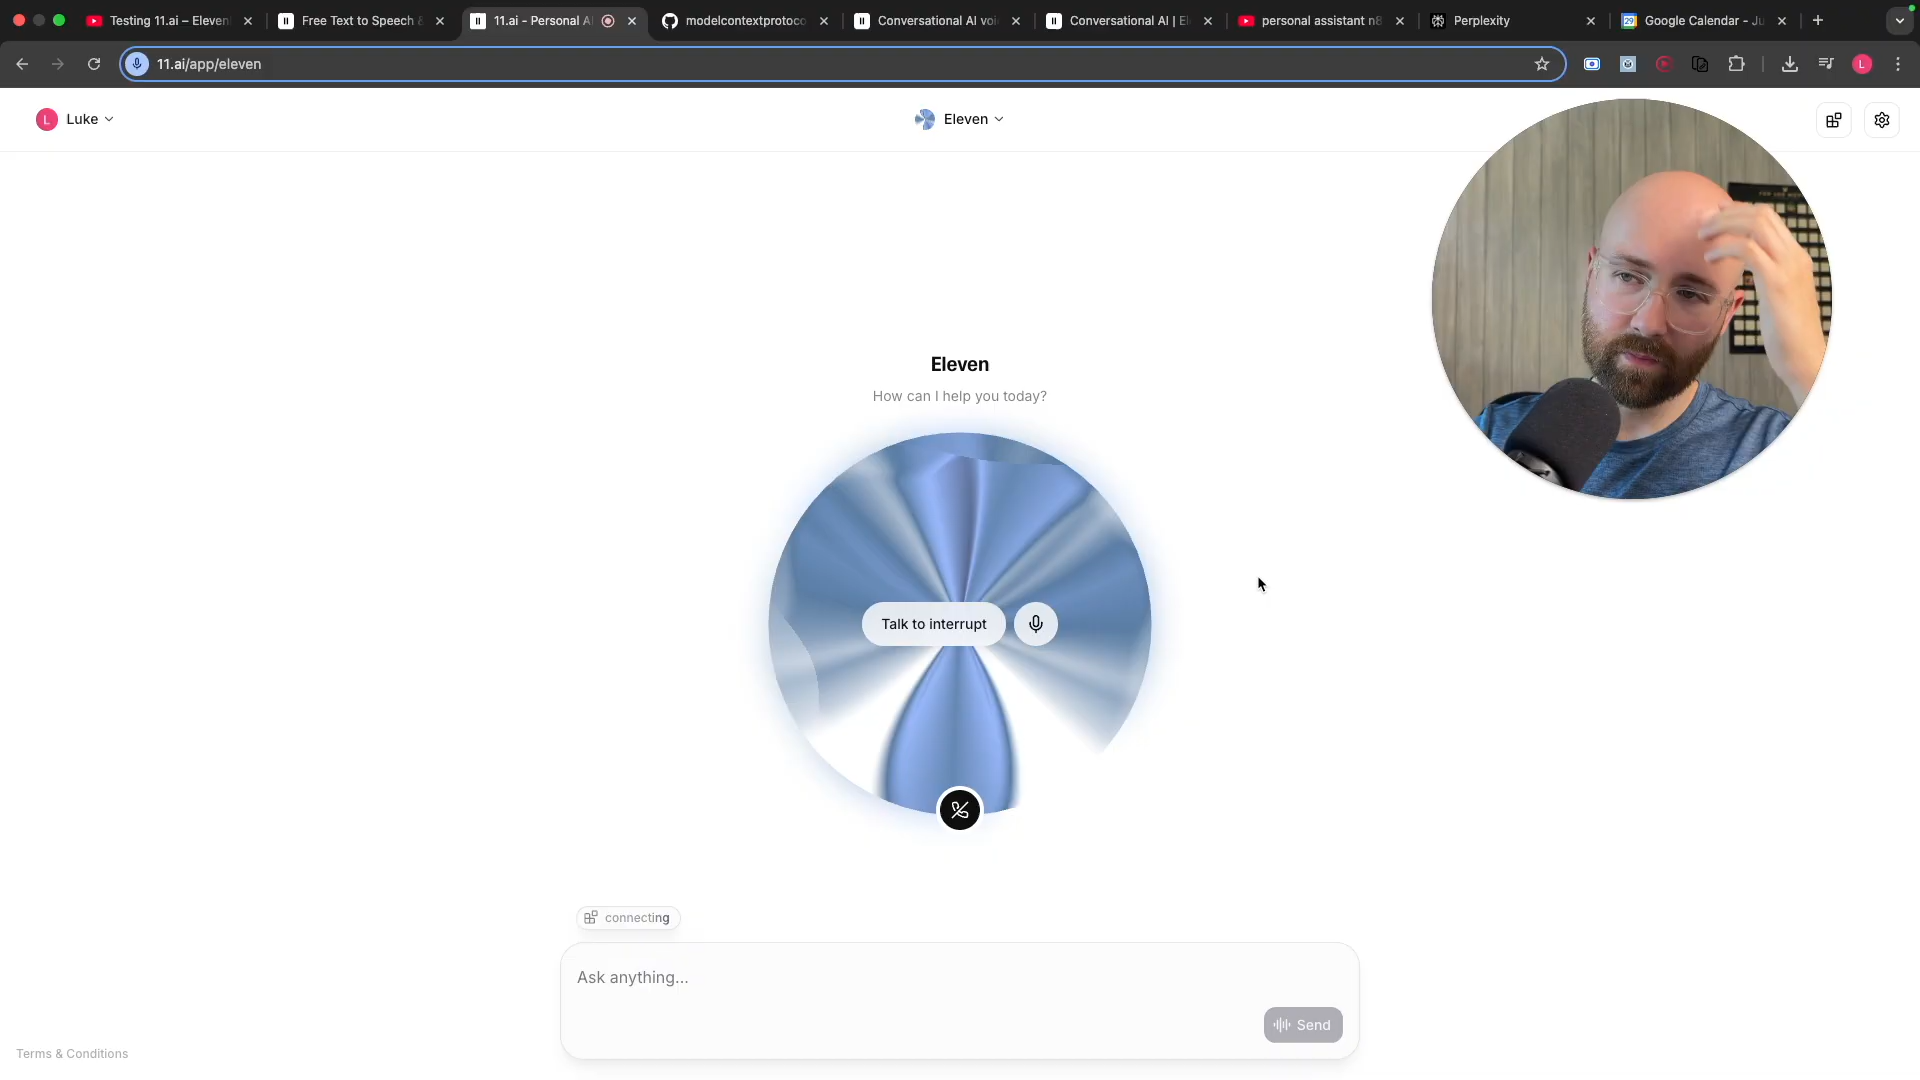 Testing 11.ai – Eleven
Free Text to Speech &
11.ai - Personal AI
modelcontextprotoco
Conversational AI voi
Conversational AI | El
personal assistant n8
Perplexity
Google Calendar - Ju
11.ai/app/eleven
L
L
Luke
Eleven
Eleven
How can I help you today?
Talk to interrupt
connecting
Ask anything...
Send
Terms & Conditions